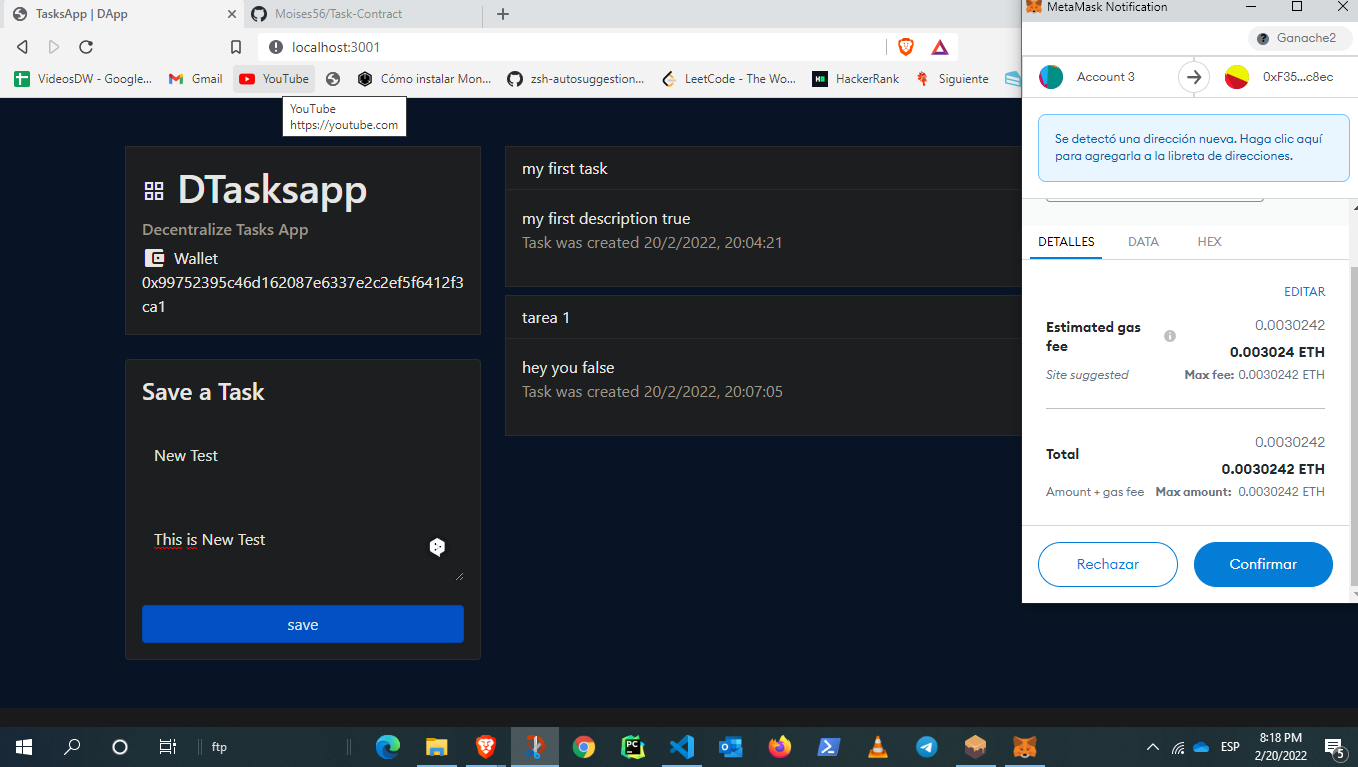 TasksApp | DApp
Moises56/Task-Contract
MetaMask Notification
localhost:3001
Ganache2
VideosDW - Google...
Gmail
YouTube
Cómo instalar Mon...
zsh-autosuggestion...
LeetCode - The Wo...
HackerRank
Siguiente
Account 3
0xF35...c8ec
YouTube
https://youtube.com
Se detectó una dirección nueva. Haga clic aquí
para agregarla a la libreta de direcciones.
DTasksapp
Decentralize Tasks App
Wallet
0x99752395c46d162087e6337e2c2ef5f6412f3
ca1
my first task
my first description true
Task was created 20/2/2022, 20:04:21
tarea 1
hey you false
Task was created 20/2/2022, 20:07:05
Save a Task
New Test
This is New Test
save
DETALLES
DATA
HEX
EDITAR
Estimated gas
fee
0.0030242
0.003024 ETH
Site suggested
Max fee: 0.0030242 ETH
0.0030242
Total
0.0030242 ETH
Amount + gas fee
Max amount: 0.0030242 ETH
Rechazar
Confirmar
ftp
ESP
8:18 PM
2/20/2022
5